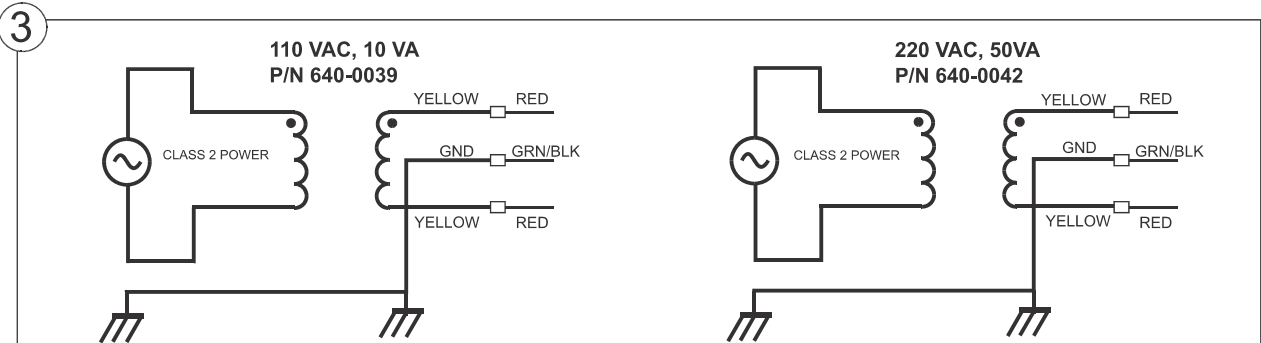 3
110 VAC, 10 VA
P/N 640-0039
YELLOW RED
CLASS 2 POWER
GND GRN/BLK
YELLOW RED
220 VAC, 50VA
P/N 640-0042
YELLOW RED
CLASS 2 POWER
GND GRN/BLK
YELLOW RED